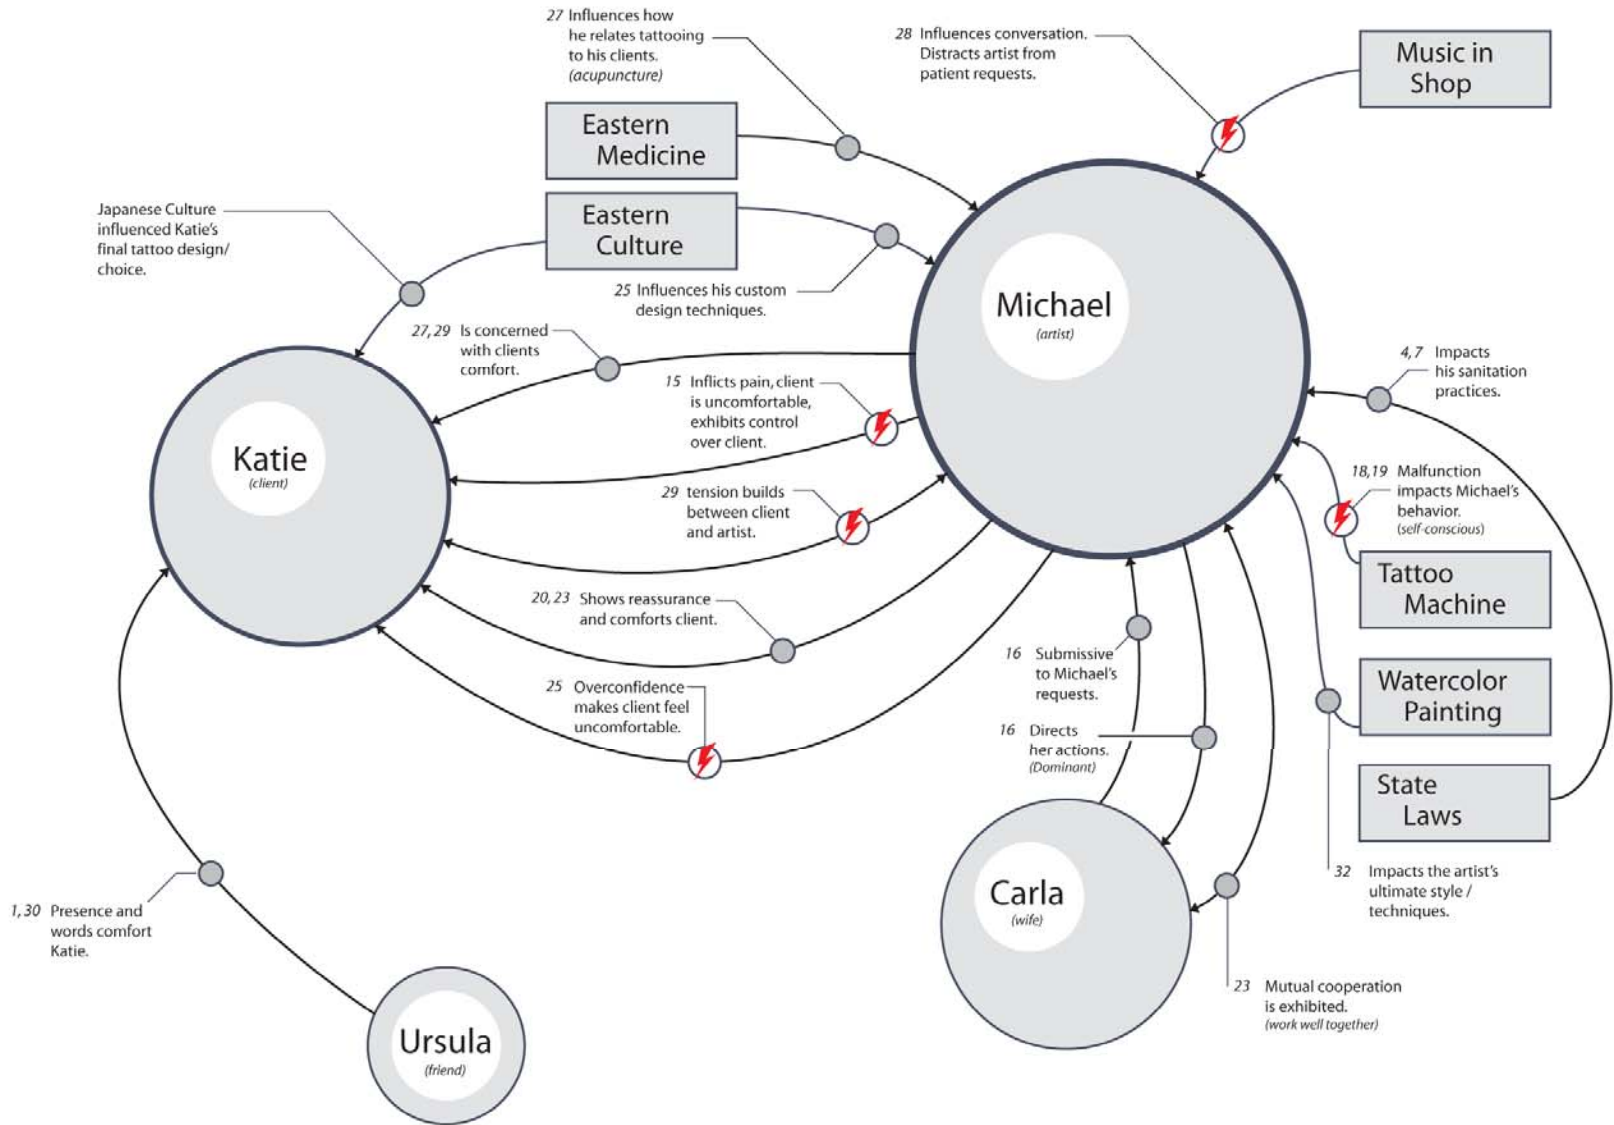 27 Influences how
he relates tattooing
to his clients.
(acupuncture)
28 Influences conversation.
Distracts artist from
patient requests.
Music in
Shop
Eastern
Medicine
Eastern
Culture
Japanese Culture
influenced Katie's
final tattoo design/
choice.
25 Influences his custom
design techniques.
Michael
(artist)
27,29 Is concerned
with clients
comfort.
4,7 Impacts
his sanitation
practices.
15 Inflicts pain, client
is uncomfortable,
exhibits control
over client.
Katie
(client)
18,19 Malfunction
impacts Michael's
behavior.
(self-conscious)
29 tension builds
between client
and artist.
Tattoo
Machine
20,23 Shows reassurance
and comforts client.
16 Submissive
to Michael's
requests.
Watercolor
Painting
25 Overconfidence
makes client feel
uncomfortable.
16 Directs
her actions.
(Dominant)
State
Laws
32 Impacts the artist's
ultimate style /
techniques.
Carla
(wife)
1,30 Presence and
words comfort
Katie.
23 Mutual cooperation
is exhibited.
(work well together)
Ursula
(friend)